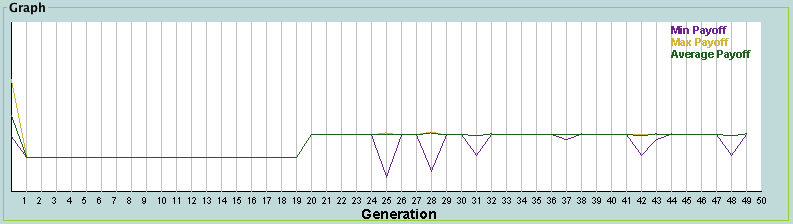 Graph
Min Payoff
Max Payoff
Average Payoff
1 2 3 4 5 6 7 8 9 10 11 12 13 14 15 16 17 18 19 20 21 22 23 24 25 26 27 28 29 30 31 32 33 34 35 36 37 38 39 40 41 42 43 44 45 46 47 48 49 50
Generation